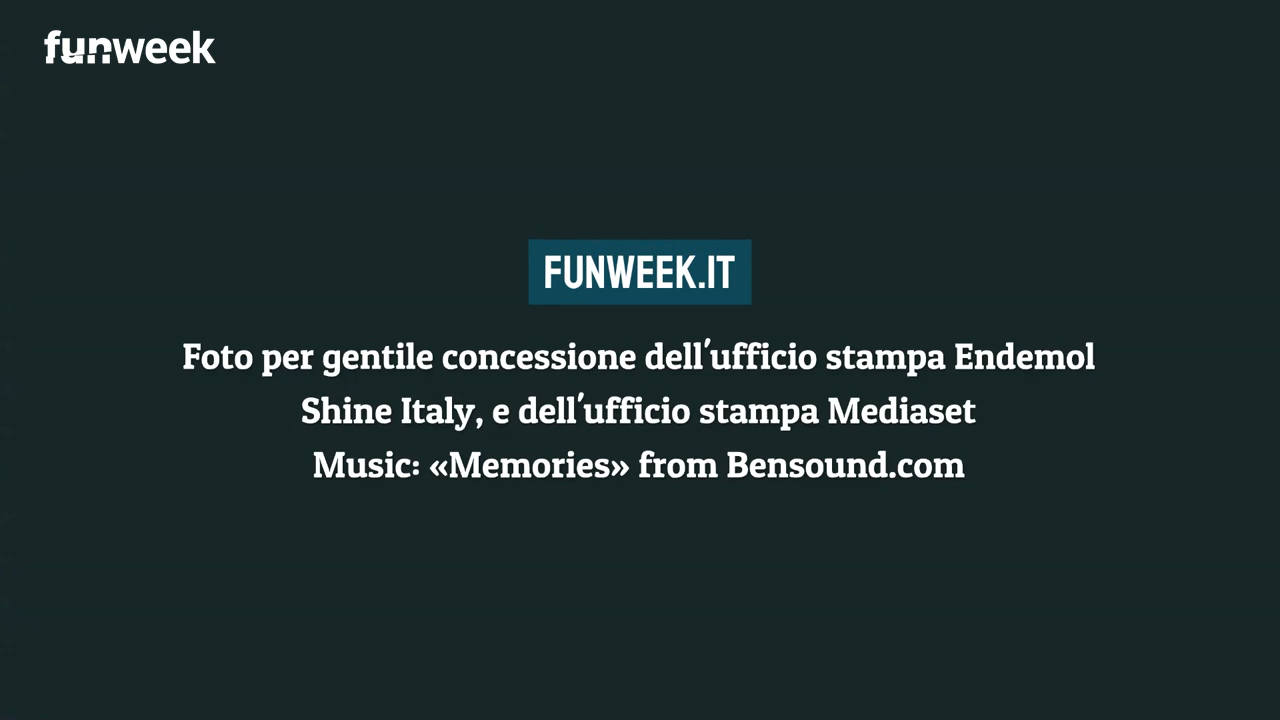 funweek
FUNWEEK.IT
Foto per gentile concessione dell'ufficio stampa Endemol
Shine Italy, e dell'ufficio stampa Mediaset
Music: «Memories» from Bensound.com